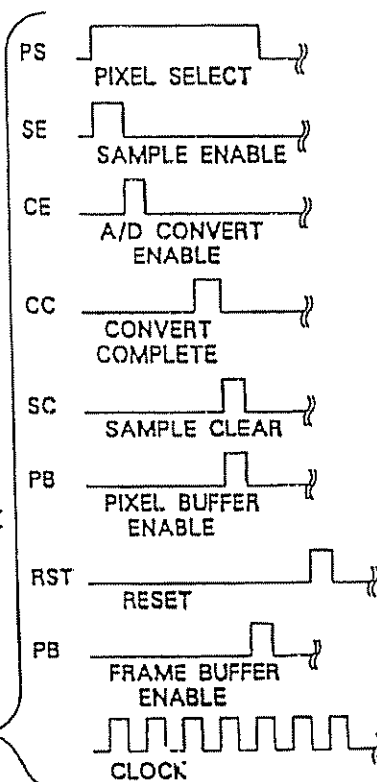 PS
PIXEL SELECT
SE
SAMPLE ENABLE
CE
A/D CONVERT
ENABLE
CC
CONVERT
COMPLETE
SC
SAMPLE CLEAR
PB
PIXEL BUFFER
ENABLE
RST
RESET
PB
FRAME BUFFER
ENABLE
CLOCK